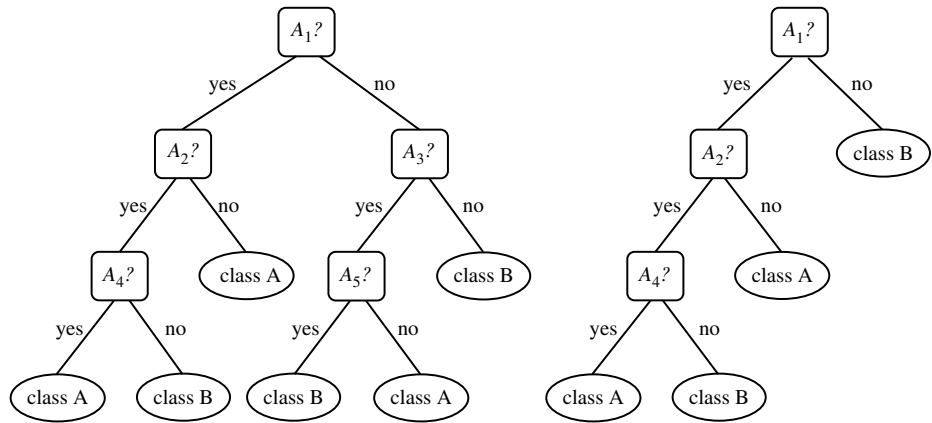 A₁?
yes
no
A₂?
A₃?
yes
no
yes
no
A₄?
class A
A₅?
class B
yes
no
yes
no
class A
class B
class B
class A
A₁?
yes
no
A₂?
class B
yes
no
A₄?
class A
yes
no
class A
class B